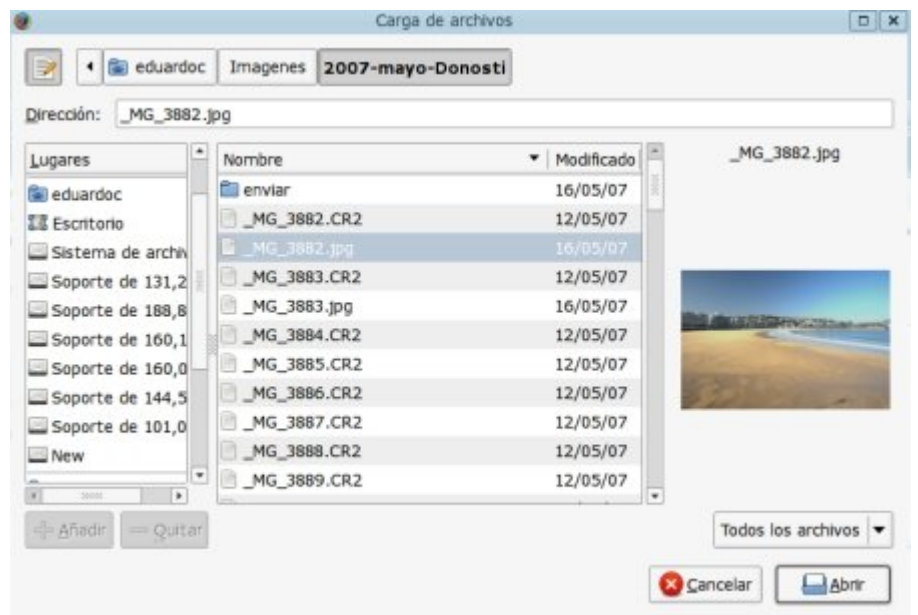 Carga de archivos
eduardoc Imagenes 2007-mayo-Donosti
Dirección: _MG_3882.jpg
Lugares
eduardoc
Escritorio
Sistema de archiv
Soporte de 131,2
Soporte de 188,8
Soporte de 160,1
Soporte de 160,0
Soporte de 144,5
Soporte de 101,0
New
Nombre Modificado
enviar 16/05/07
_MG_3882.CR2 12/05/07
_MG_3882.jpg 16/05/07
_MG_3883.CR2 12/05/07
_MG_3883.jpg 16/05/07
_MG_3884.CR2 12/05/07
_MG_3885.CR2 12/05/07
_MG_3886.CR2 12/05/07
_MG_3887.CR2 12/05/07
_MG_3888.CR2 12/05/07
_MG_3889.CR2 12/05/07
_MG_3882.jpg
Añadir Quitar
Todos los archivos
Cancelar Abrir